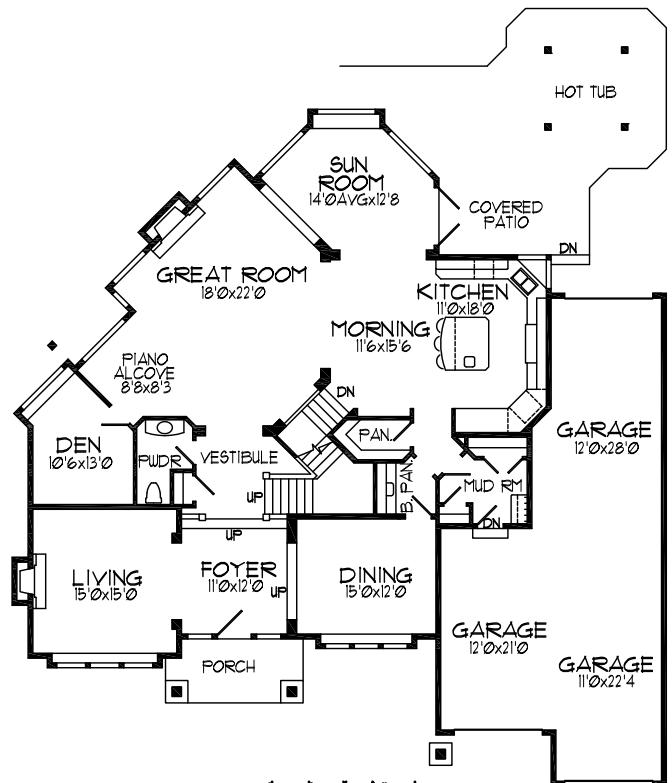 HOT TUB
SUN
ROOM
14'0AVGx12'8
COVERED
PATIO
DN
GREAT ROOM
18'0x22'0
KITCHEN
11'0x18'0
MORNING
11'6x15'6
PIANO
ALCOVE
8'8x8'3
DN
GARAGE
12'0x28'0
DEN
10'6x13'0
PWDR
VESTIBULE
PAN.
B. PAN.
MUD RM
UP
DN
UP
LIVING
15'0x15'0
FOYER
11'0x12'0
UP
DINING
15'0x12'0
GARAGE
12'0x21'0
GARAGE
11'0x22'4
PORCH